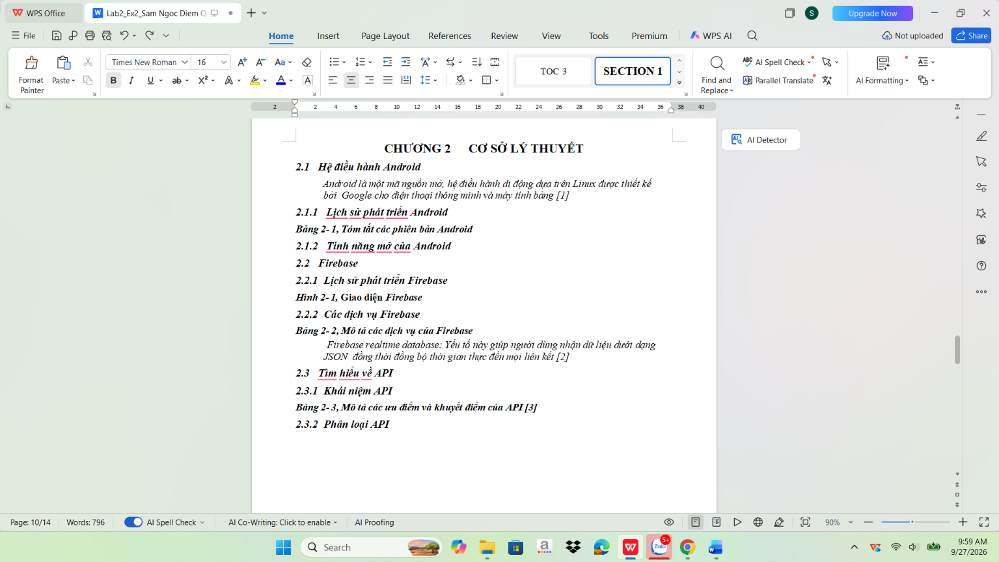 WPS Office
Lab2_Ex2_Sam Ngoc Diem Q
S
Upgrade Now
File
Home
Insert
Page Layout
References
Review
View
Tools
Premium
WPS AI
Not uploaded
Share
Format Painter
Paste
Times New Roman
16
TOC 3
SECTION 1
Find and Replace
AI Spell Check
Parallel Translate
AI Formatting
2 2 4 6 8 10 12 14 16 18 20 22 24 26 28 30 32 34 36 38 40
AI Detector
CHƯƠNG 2 CƠ SỞ LÝ THUYẾT
2.1 Hệ điều hành Android
Android là một mã nguồn mở, hệ điều hành di động dựa trên Linux được thiết kế
bởi Google cho điện thoại thông minh và máy tính bảng [1]
2.1.1 Lịch sử phát triển Android
Bảng 2- 1, Tóm tắt các phiên bản Android
2.1.2 Tính năng mở của Android
2.2 Firebase
2.2.1 Lịch sử phát triển Firebase
Hình 2- 1, Giao diện Firebase
2.2.2 Các dịch vụ Firebase
Bảng 2- 2, Mô tả các dịch vụ của Firebase
Firebase realtime database: Yếu tố này giúp người dùng nhận dữ liệu dưới dạng
JSON đồng thời đồng bộ thời gian thực đến mọi liên kết [2]
2.3 Tìm hiểu về API
2.3.1 Khái niệm API
Bảng 2- 3, Mô tả các ưu điểm và khuyết điểm của API [3]
2.3.2 Phân loại API
Page: 10/14
Words: 796
AI Spell Check
AI Co-Writing: Click to enable
AI Proofing
90%
Search
5+
Zalo
9:59 AM
9/27/2026